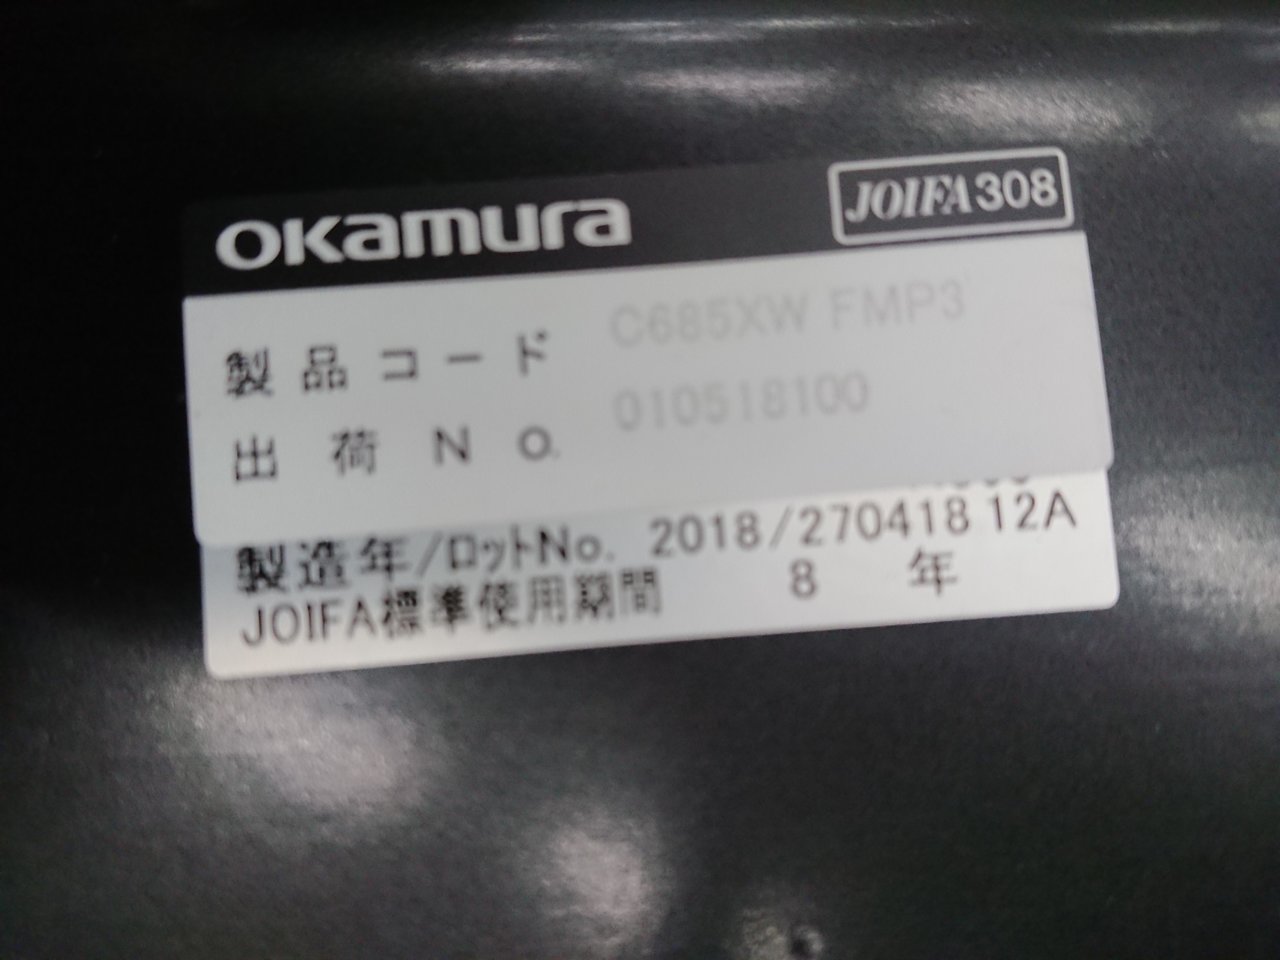 okamura
JOIFA308
製品コード C685XW FMP3
出荷No. 010518100
製造年/ロットNo. 2018/270418 12A
JOIFA標準使用期間 8 年